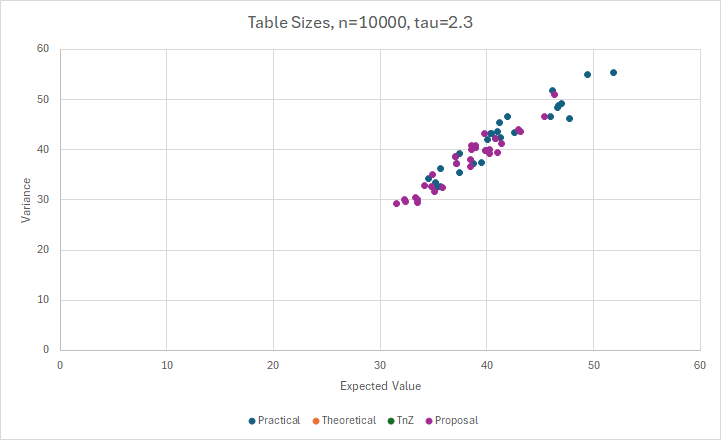 Table Sizes, n=10000, tau=2.3
60
50
40
30
20
10
0
Variance
0 10 20 30 40 50 60
Expected Value
Practical Theoretical TnZ Proposal